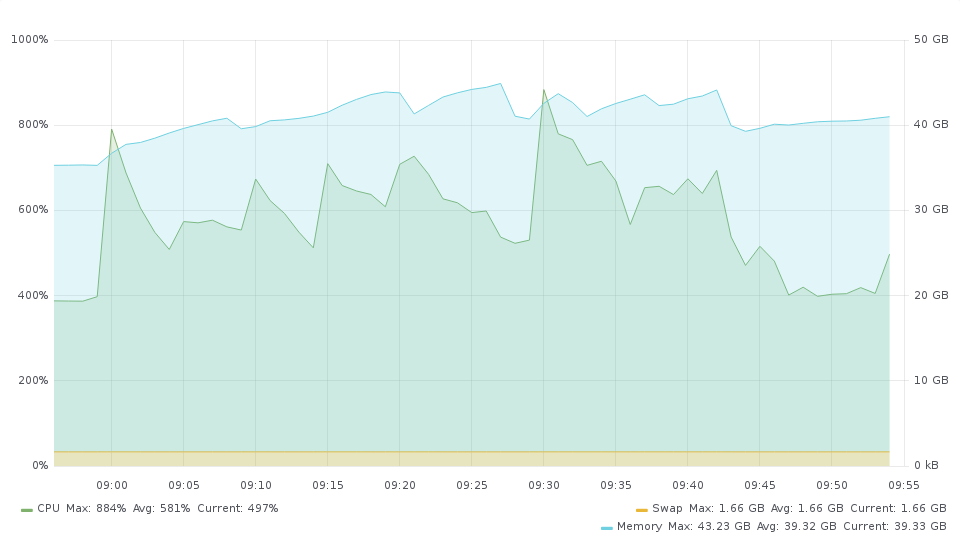 1000% 50 GB
800% 40 GB
600% 30 GB
400% 20 GB
200% 10 GB
0% 0 kB
09:00 09:05 09:10 09:15 09:20 09:25 09:30 09:35 09:40 09:45 09:50 09:55
CPU Max: 884% Avg: 581% Current: 497% Swap Max: 1.66 GB Avg: 1.66 GB Current: 1.66 GB
Memory Max: 43.23 GB Avg: 39.32 GB Current: 39.33 GB